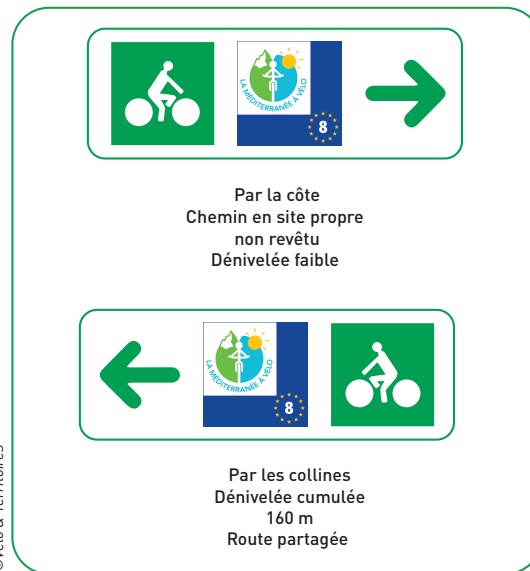 LA MÉDITERRANÉE À VÉLO
8
Par la côte
Chemin en site propre
non revêtu
Dénivelée faible
LA MÉDITERRANÉE À VÉLO
8
Par les collines
Dénivelée cumulée
160 m
Route partagée
©Vélo & Territoires